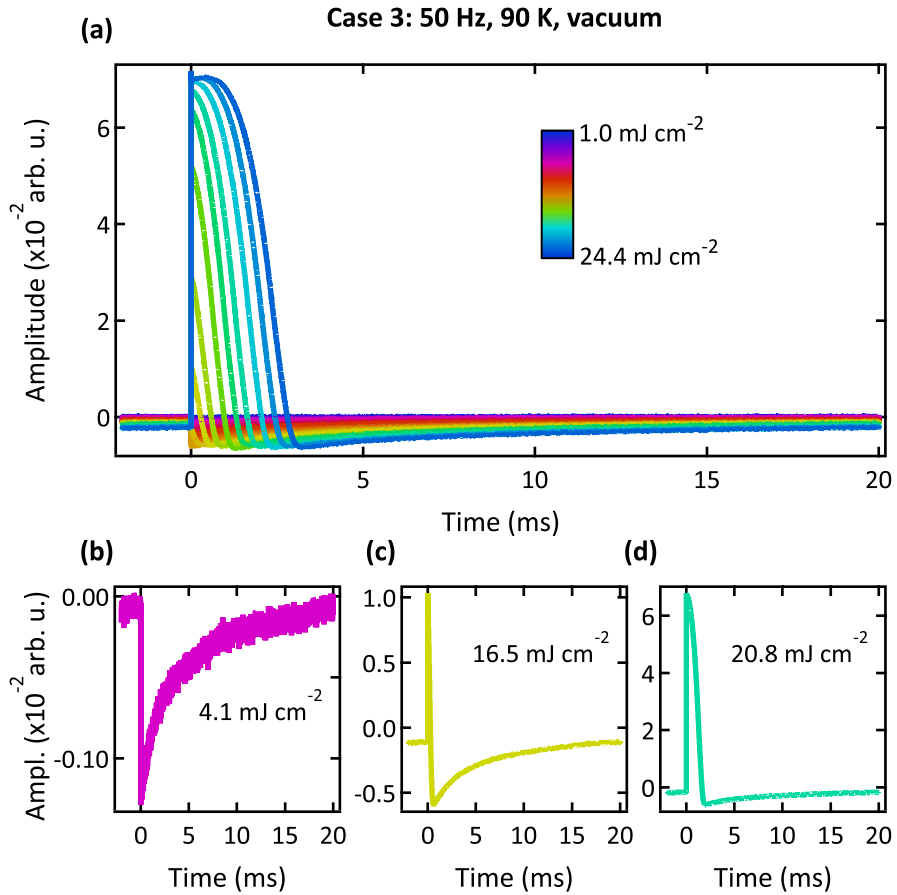 Case 3: 50 Hz, 90 K, vacuum
(a)
Amplitude (x10⁻² arb. u.)
6
4
2
0
1.0 mJ cm⁻²
24.4 mJ cm⁻²
0 5 10 15 20
Time (ms)
(b)
Ampl. (x10⁻² arb. u.)
0.00
-0.10
4.1 mJ cm⁻²
0 5 10 15 20
Time (ms)
(c)
1.0
0.5
0.0
-0.5
16.5 mJ cm⁻²
0 5 10 15 20
Time (ms)
(d)
6
4
2
0
20.8 mJ cm⁻²
0 5 10 15 20
Time (ms)